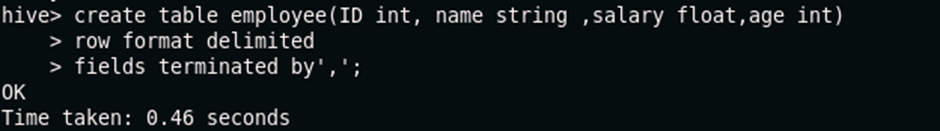 hive> create table employee(ID int, name string ,salary float,age int)
    > row format delimited
    > fields terminated by',';
OK
Time taken: 0.46 seconds